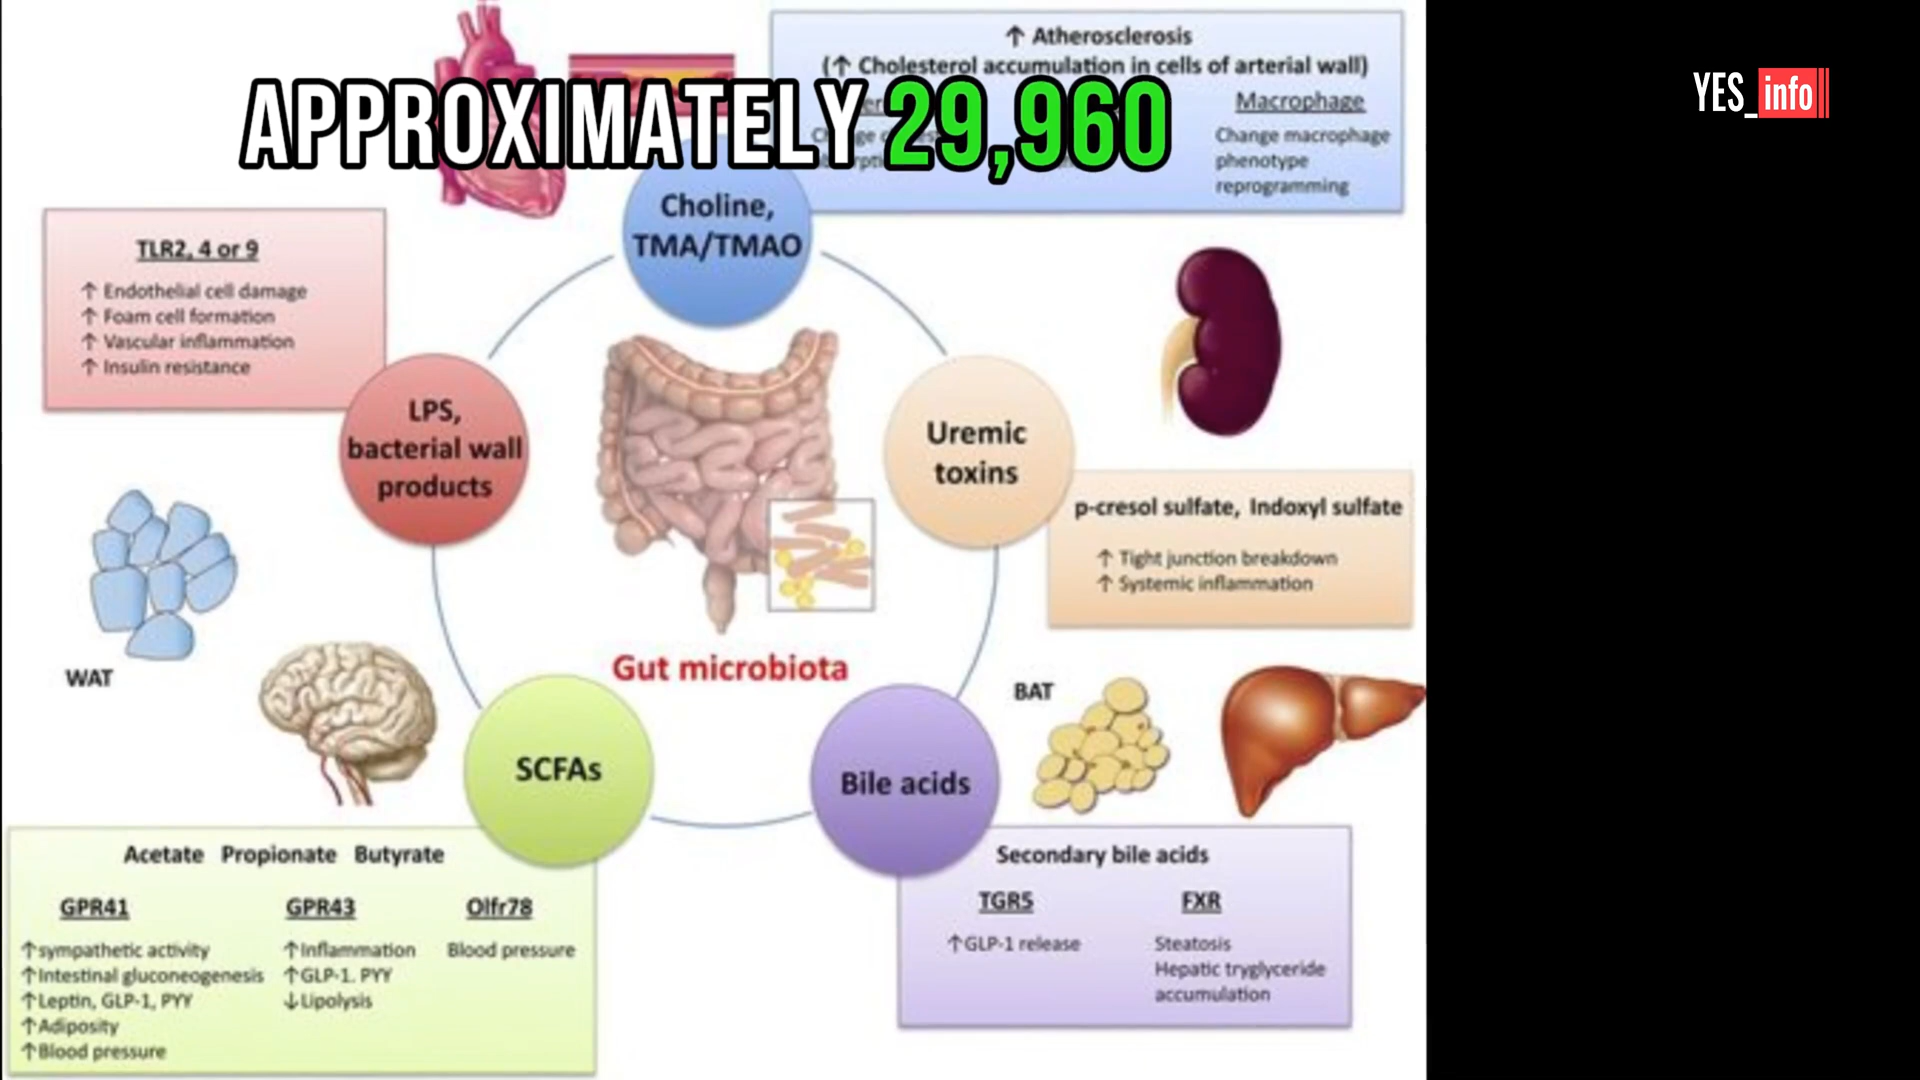 ↑ Atherosclerosis
(↑ Cholesterol accumulation in cells of arterial wall)
APPROXIMATELY 29,960
Macrophage
Change macrophage
phenotype
reprogramming
YES_info
Choline,
TMA/TMAO
TLR2, 4 or 9
↑ Endothelial cell damage
↑ Foam cell formation
↑ Vascular inflammation
↑ Insulin resistance
LPS,
bacterial wall
products
Uremic
toxins
p-cresol sulfate, Indoxyl sulfate
↑ Tight junction breakdown
↑ Systemic inflammation
WAT
Gut microbiota
BAT
SCFAs
Bile acids
Acetate Propionate Butyrate
GPR41
↑sympathetic activity
↑Intestinal gluconeogenesis
↑Leptin, GLP-1, PYY
↑Adiposity
↑Blood pressure
GPR43
↑Inflammation
↑GLP-1. PYY
↓Lipolysis
Olfr78
Blood pressure
Secondary bile acids
TGR5
↑GLP-1 release
FXR
Steatosis
Hepatic tryglyceride
accumulation